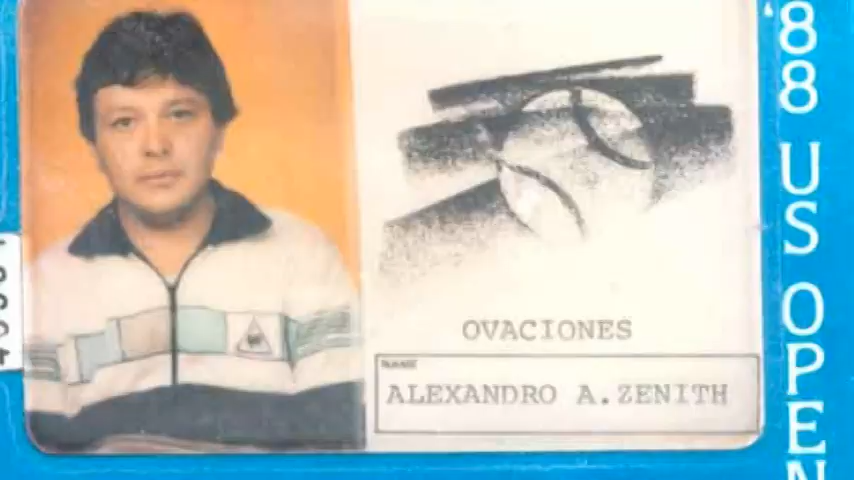 OVACIONES
NAME
ALEXANDRO A. ZENITH
'88 US OPEN